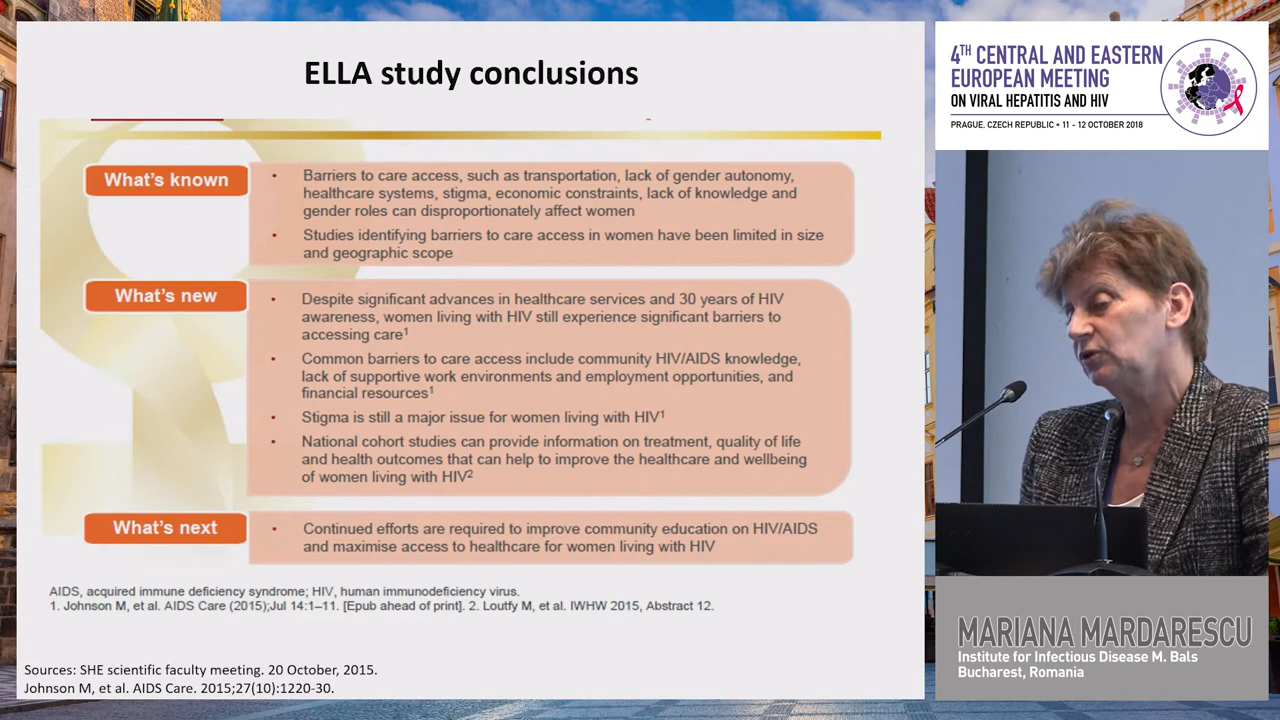 ELLA study conclusions
What's known
• Barriers to care access, such as transportation, lack of gender autonomy,
healthcare systems, stigma, economic constraints, lack of knowledge and
gender roles can disproportionately affect women
• Studies identifying barriers to care access in women have been limited in size
and geographic scope
What's new
• Despite significant advances in healthcare services and 30 years of HIV
awareness, women living with HIV still experience significant barriers to
accessing care¹
• Common barriers to care access include community HIV/AIDS knowledge,
lack of supportive work environments and employment opportunities, and
financial resources¹
• Stigma is still a major issue for women living with HIV¹
• National cohort studies can provide information on treatment, quality of life
and health outcomes that can help to improve the healthcare and wellbeing
of women living with HIV²
What's next
• Continued efforts are required to improve community education on HIV/AIDS
and maximise access to healthcare for women living with HIV
AIDS, acquired immune deficiency syndrome; HIV, human immunodeficiency virus.
1. Johnson M, et al. AIDS Care (2015);Jul 14:1–11. [Epub ahead of print]. 2. Loutfy M, et al. IWHW 2015, Abstract 12.
Sources: SHE scientific faculty meeting. 20 October, 2015.
Johnson M, et al. AIDS Care. 2015;27(10):1220-30.
4TH CENTRAL AND EASTERN
EUROPEAN MEETING
ON VIRAL HEPATITIS AND HIV
PRAGUE, CZECH REPUBLIC • 11 - 12 OCTOBER 2018
MARIANA MARDARESCU
Institute for Infectious Disease M. Bals
Bucharest, Romania